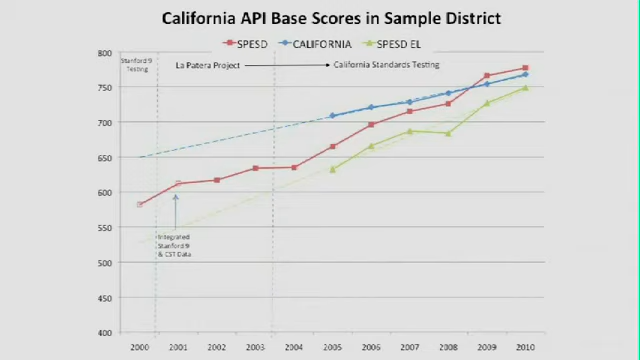 California API Base Scores in Sample District
SPESD CALIFORNIA SPESD EL
800
750
700
650
600
550
500
450
400
Stanford 9
Testing
La Patera Project
California Standards Testing
Integrated
Stanford 9
& CST Data
2000 2001 2002 2003 2004 2005 2006 2007 2008 2009 2010